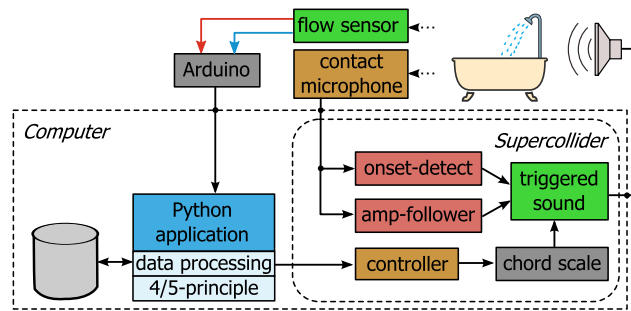 flow sensor
Arduino
contact
microphone
Computer
Supercollider
onset-detect
triggered
sound
amp-follower
Python
application
data processing
4/5-principle
controller
chord scale